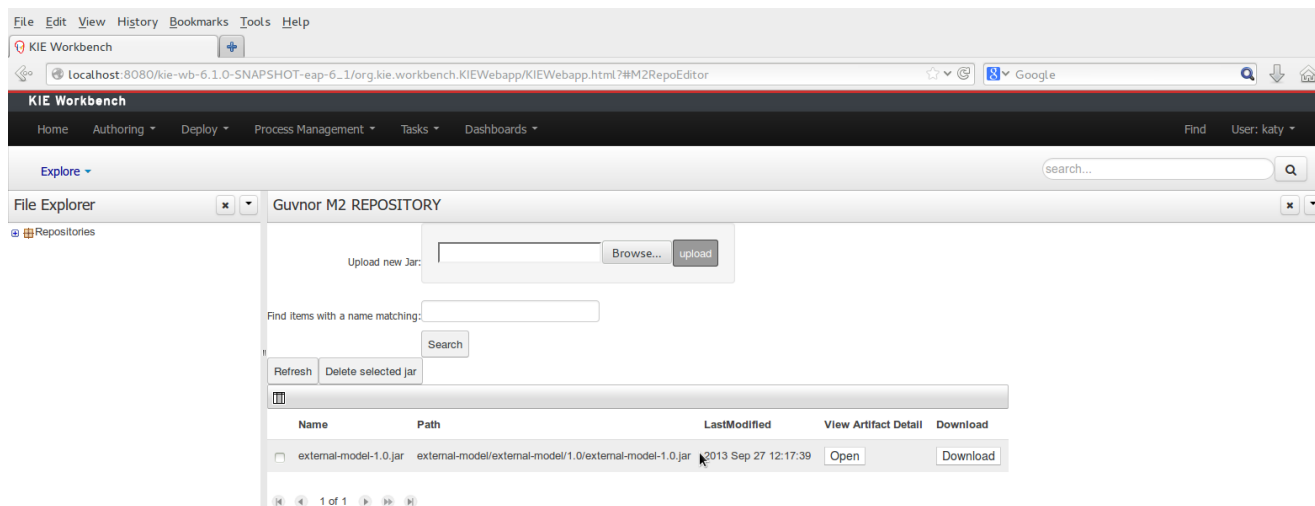 File Edit View History Bookmarks Tools Help
KIE Workbench
localhost:8080/kie-wb-6.1.0-SNAPSHOT-eap-6_1/org.kie.workbench.KIEWebapp/KIEWebapp.html?#M2RepoEditor
8 Google
KIE Workbench
Home Authoring Deploy Process Management Tasks Dashboards Find User: katy
Explore search...
File Explorer
Repositories
Guvnor M2 REPOSITORY
Upload new Jar: Browse... upload
Find items with a name matching:
Search
Refresh Delete selected jar
Name Path LastModified View Artifact Detail Download
external-model-1.0.jar external-model/external-model/1.0/external-model-1.0.jar 2013 Sep 27 12:17:39 Open Download
1 of 1